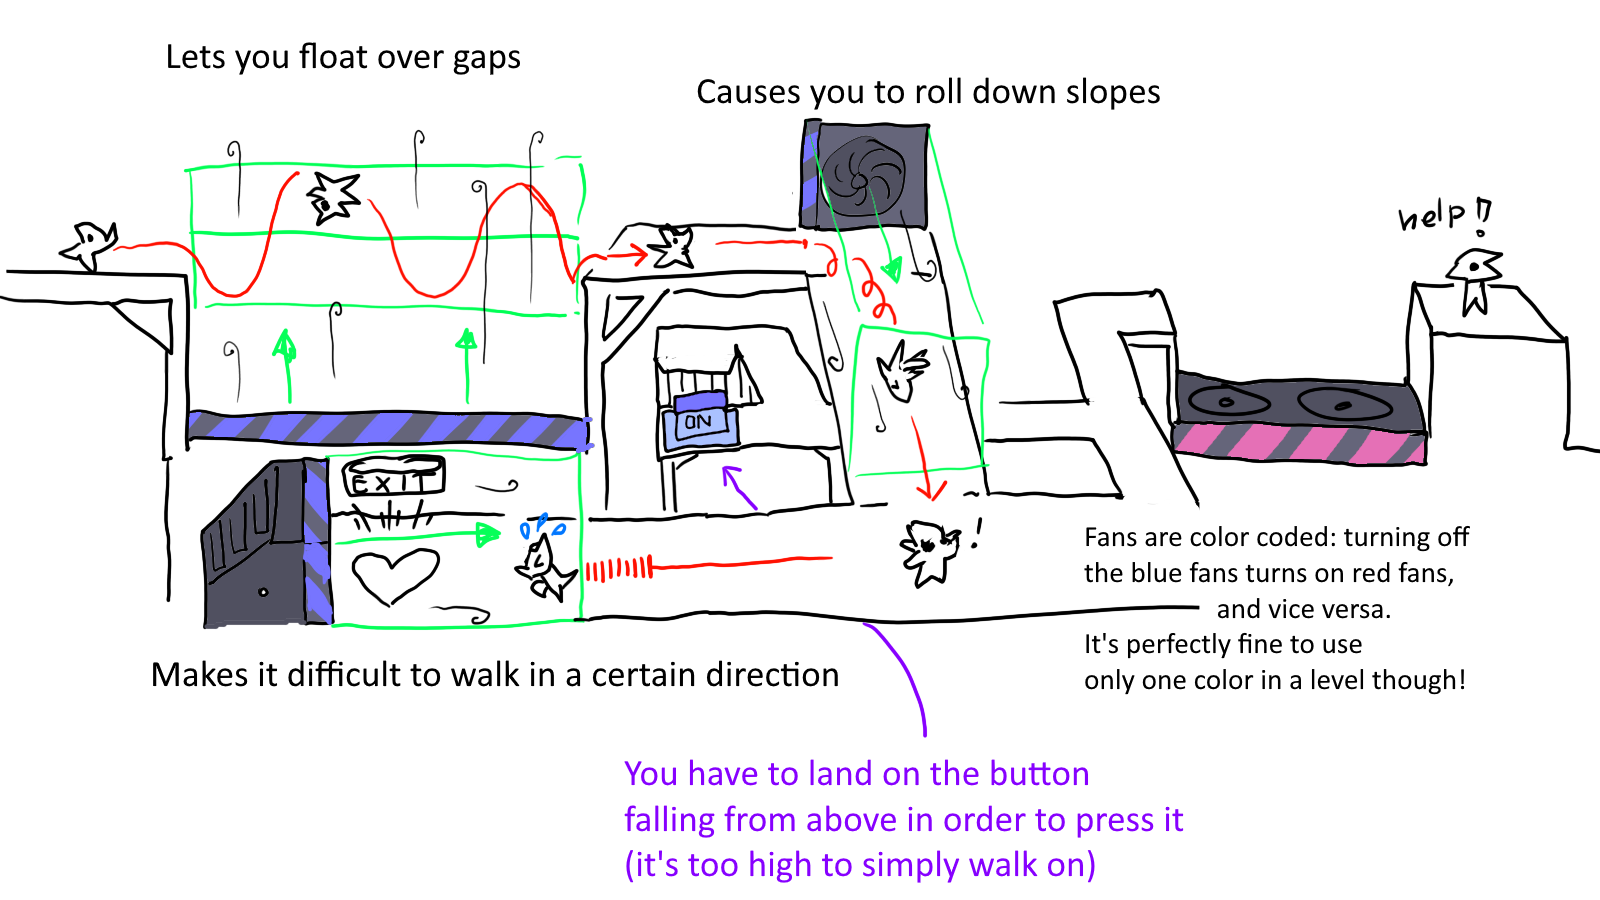 Lets you float over gaps
Causes you to roll down slopes
help!?
ON
EXIT
!
Fans are color coded: turning off
the blue fans turns on red fans,
and vice versa.
It's perfectly fine to use
only one color in a level though!
Makes it difficult to walk in a certain direction
You have to land on the button
falling from above in order to press it
(it's too high to simply walk on)